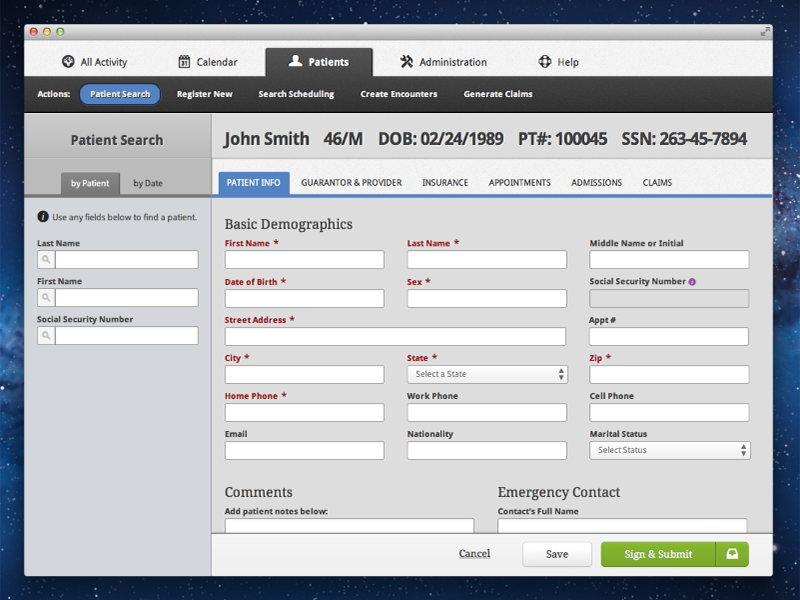 All Activity
31
Calendar
Patients
Administration
Help
Actions: Patient Search Register New Search Scheduling Create Encounters Generate Claims
Patient Search
by Patient by Date
i Use any fields below to find a patient.
Last Name
First Name
Social Security Number
John Smith 46/M DOB: 02/24/1989 PT#: 100045 SSN: 263-45-7894
PATIENT INFO GUARANTOR & PROVIDER INSURANCE APPOINTMENTS ADMISSIONS CLAIMS
Basic Demographics
First Name * Last Name * Middle Name or Initial
Date of Birth * Sex * Social Security Number i
Street Address * Appt #
City * State * Zip *
Select a State
Home Phone * Work Phone Cell Phone
Email Nationality Marital Status
Select Status
Comments Emergency Contact
Add patient notes below: Contact's Full Name
Cancel Save Sign & Submit